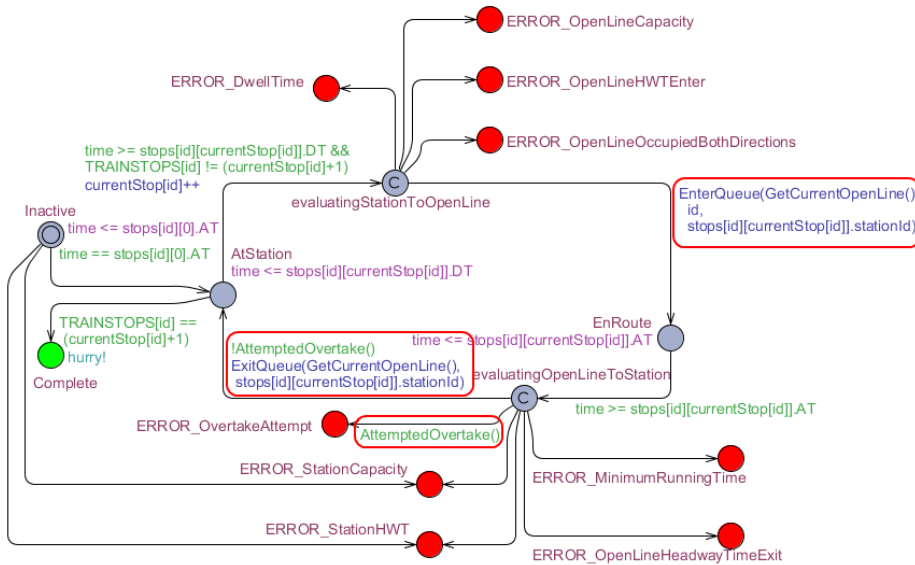 ERROR_OpenLineCapacity
ERROR_DwellTime
ERROR_OpenLineHWTEnter
ERROR_OpenLineOccupiedBothDirections
time >= stops[id][currentStop[id]].DT &&
TRAINSTOPS[id] != (currentStop[id]+1)
currentStop[id]++
C
evaluatingStationToOpenLine
EnterQueue(GetCurrentOpenLine(),
id,
stops[id][currentStop[id]].stationId)
Inactive
time <= stops[id][0].AT
time == stops[id][0].AT
AtStation
time <= stops[id][currentStop[id]].DT
TRAINSTOPS[id] ==
(currentStop[id]+1)
hurry!
Complete
EnRoute
time <= stops[id][currentStop[id]].AT
!AttemptedOvertake()
ExitQueue(GetCurrentOpenLine(),
stops[id][currentStop[id]].stationId)
evaluatingOpenLineToStation
C
time >= stops[id][currentStop[id]].AT
ERROR_OvertakeAttempt
AttemptedOvertake()
ERROR_StationCapacity
ERROR_MinimumRunningTime
ERROR_StationHWT
ERROR_OpenLineHeadwayTimeExit